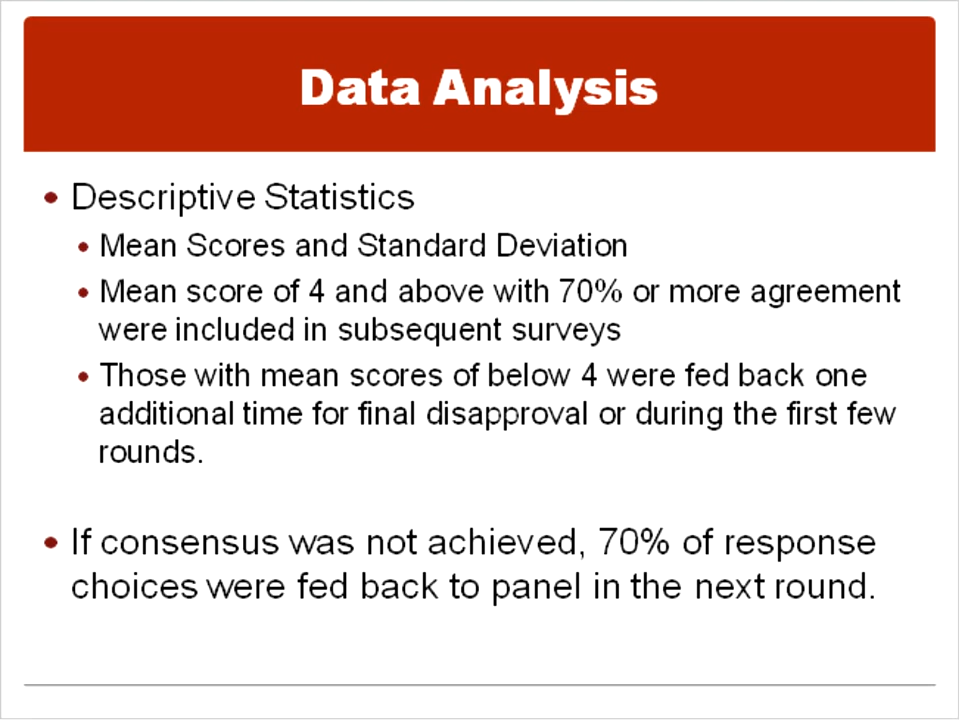 Data Analysis
• Descriptive Statistics
• Mean Scores and Standard Deviation
• Mean score of 4 and above with 70% or more agreement
were included in subsequent surveys
• Those with mean scores of below 4 were fed back one
additional time for final disapproval or during the first few
rounds.
• If consensus was not achieved, 70% of response
choices were fed back to panel in the next round.